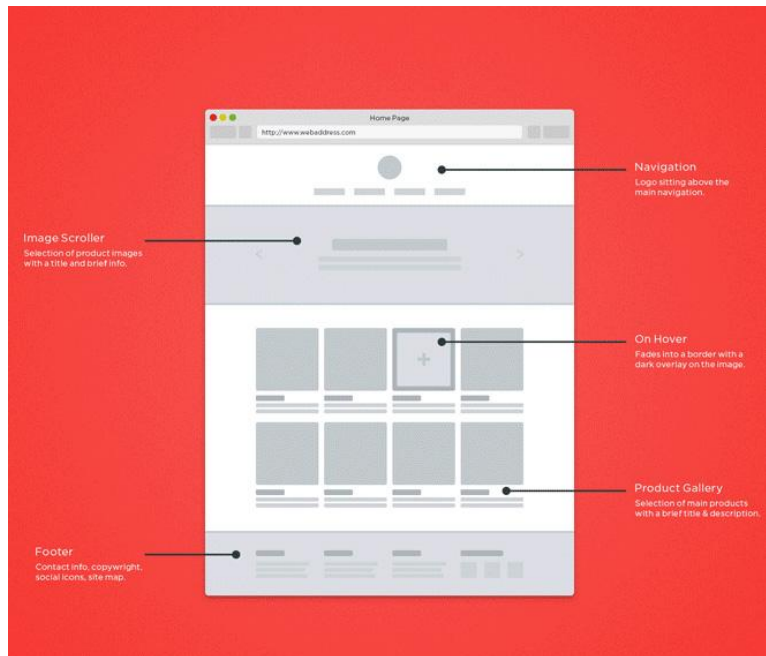 Home Page
http://www.webaddress.com
Navigation
Logo sitting above the
main navigation.
Image Scroller
Selection of product images
with a title and brief info.
On Hover
Fades into a border with a
dark overlay on the image.
Product Gallery
Selection of main products
with a brief title & description.
Footer
Contact info, copywright,
social icons, site map.